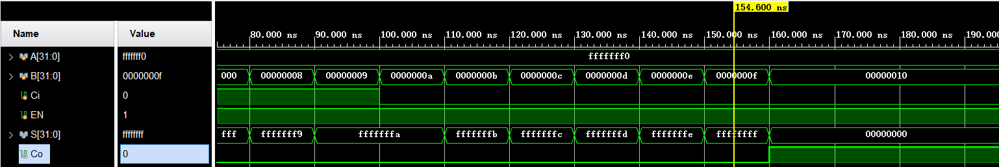 154.600 ns
Name Value
80.000 ns 90.000 ns 100.000 ns 110.000 ns 120.000 ns 130.000 ns 140.000 ns 150.000 ns 160.000 ns 170.000 ns 180.000 ns 190.000
A[31:0] fffffff0 fffffff0
B[31:0] 0000000f 000 00000008 00000009 0000000a 0000000b 0000000c 0000000d 0000000e 0000000f 00000010
Ci 0
EN 1
S[31:0] ffffffff fff fffffff9 fffffffa fffffffb fffffffc fffffffd fffffffe ffffffff 00000000
Co 0